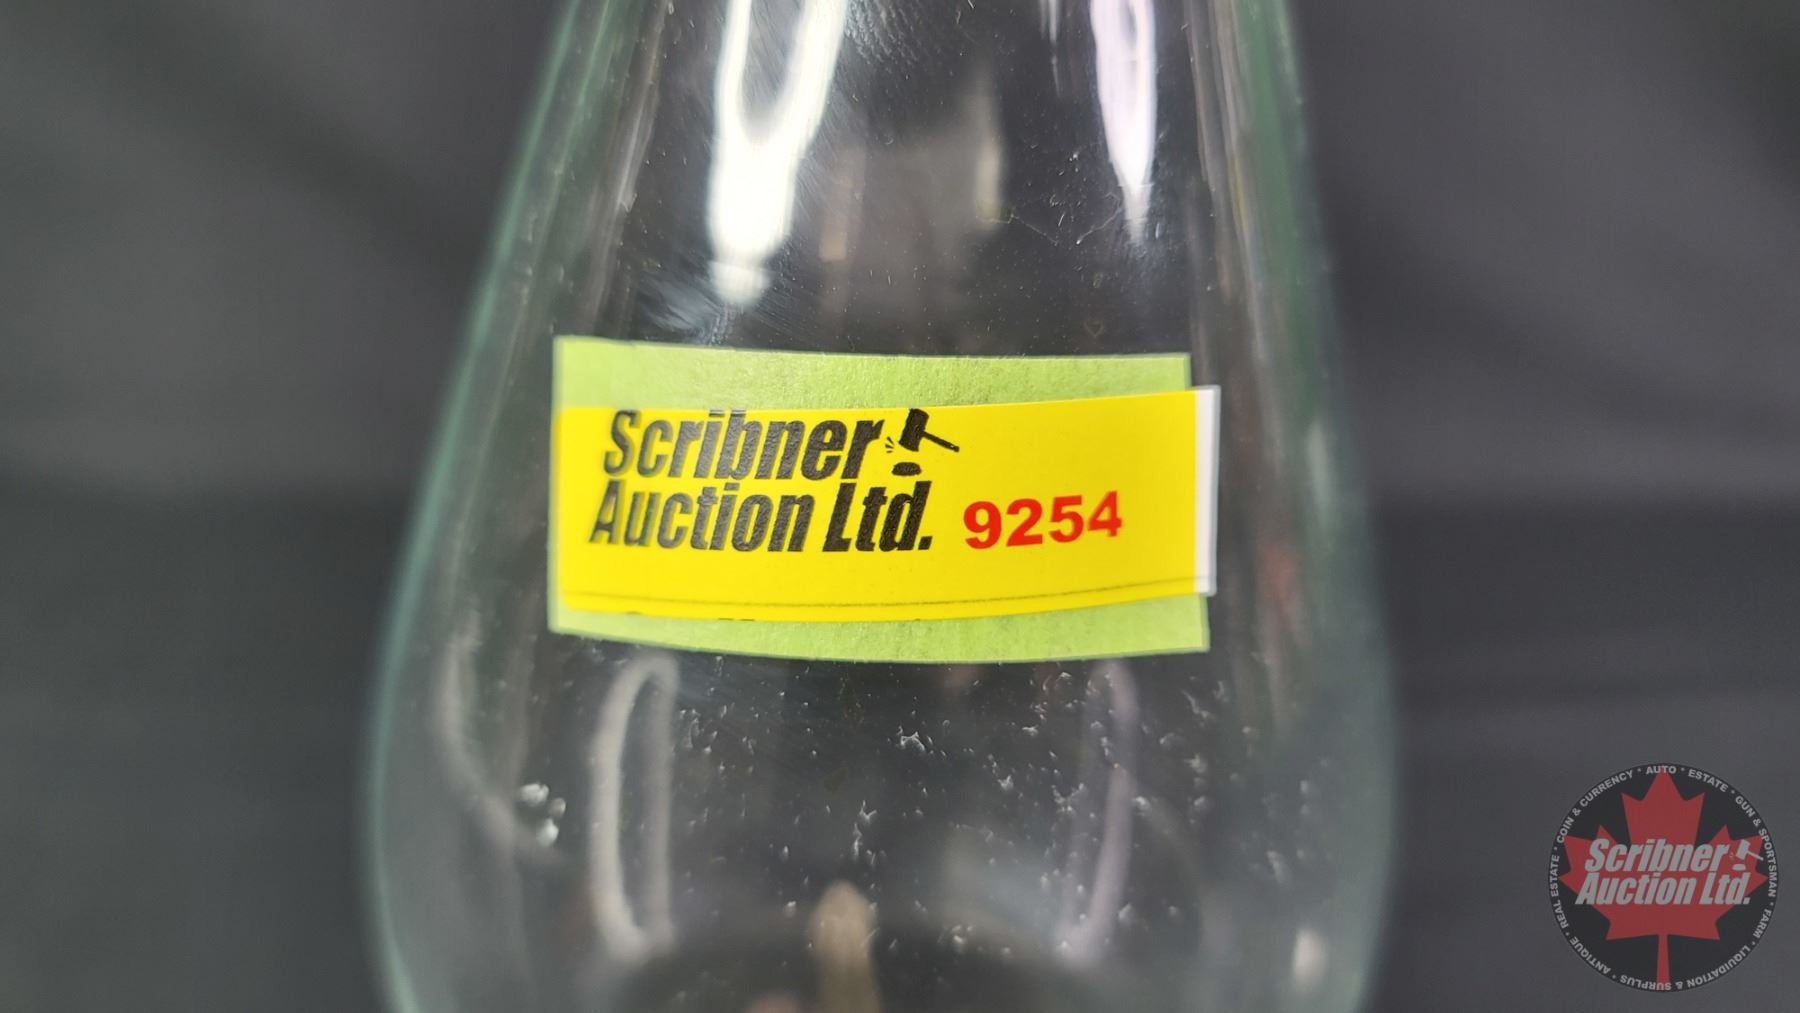 Scribner
Auction Ltd. 9254
COIN & CURRENCY • AUTO • ESTATE • GUN & SPORTSMAN • FARM • LIQUIDATION & SURPLUS • ANTIQUE • REAL ESTATE •
Scribner
Auction Ltd.